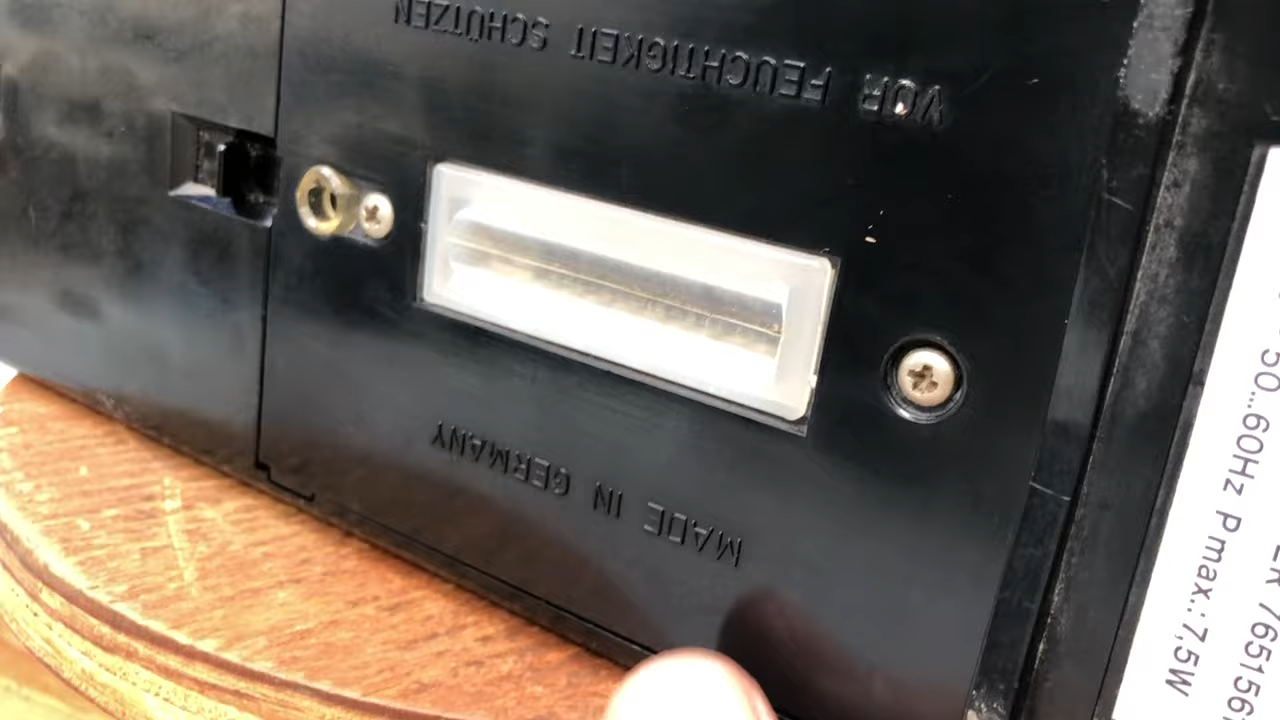 VOR FEUCHTIGKEIT SCHÜTZEN
MADE IN GERMANY
50...60Hz Pmax.:7,5W